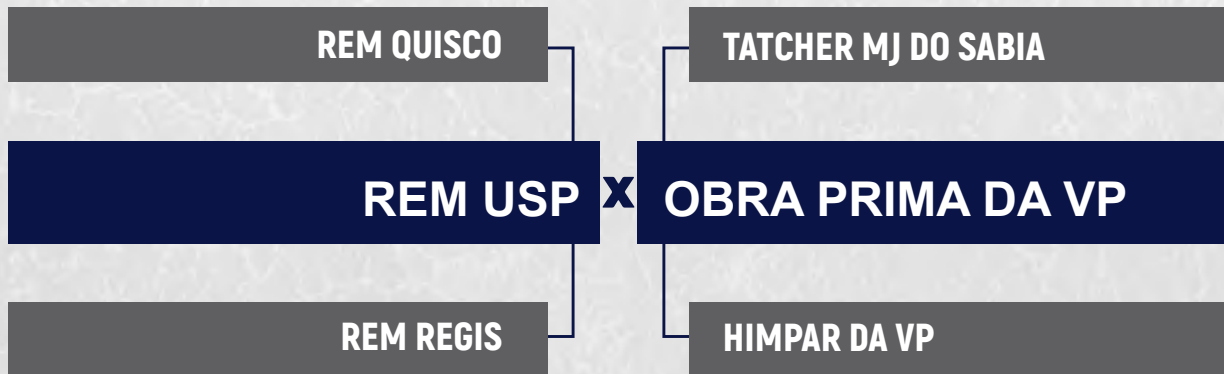 REM QUISCO
TATCHER MJ DO SABIA
REM USP X OBRA PRIMA DA VP
REM REGIS
HIMPAR DA VP